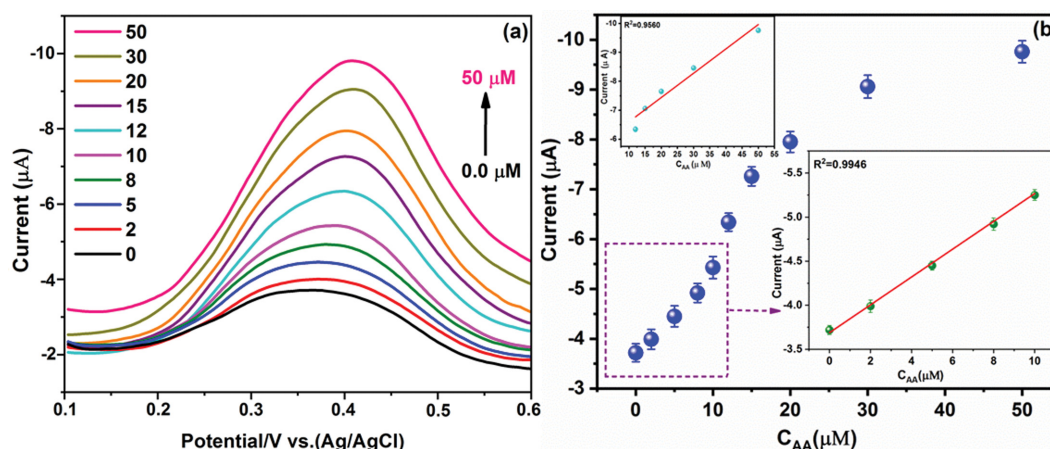 (a)
50
30
20
15
12
10
8
5
2
0
50 μM
0.0 μM
-10
-8
-6
-4
-2
Current (μA)
0.1 0.2 0.3 0.4 0.5 0.6
Potential/V vs.(Ag/AgCl)
(b)
-10
-9
-8
-7
-6
-5
-4
-3
Current (μA)
0 10 20 30 40 50
C_AA(μM)
R²=0.9560
-10
-9
-8
-7
-6
Current (μ A)
10 15 20 25 30 35 40 45 50 55
C_AA(μ M)
R²=0.9946
-5.5
-5.0
-4.5
-4.0
-3.5
Current (μA)
0 2 4 6 8 10
C_AA(μM)